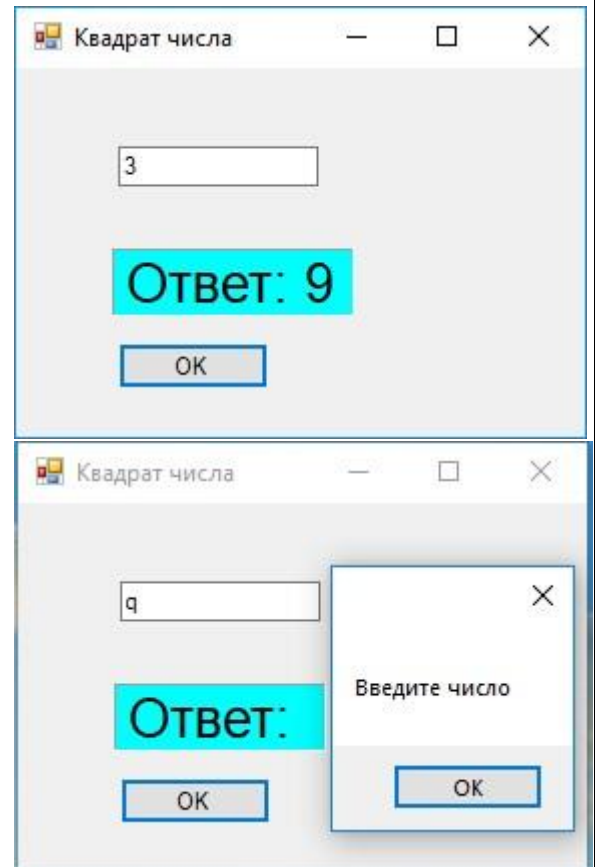 Квадрат числа
3
Ответ: 9
OK
Квадрат числа
q
Введите число
Ответ:
OK
OK